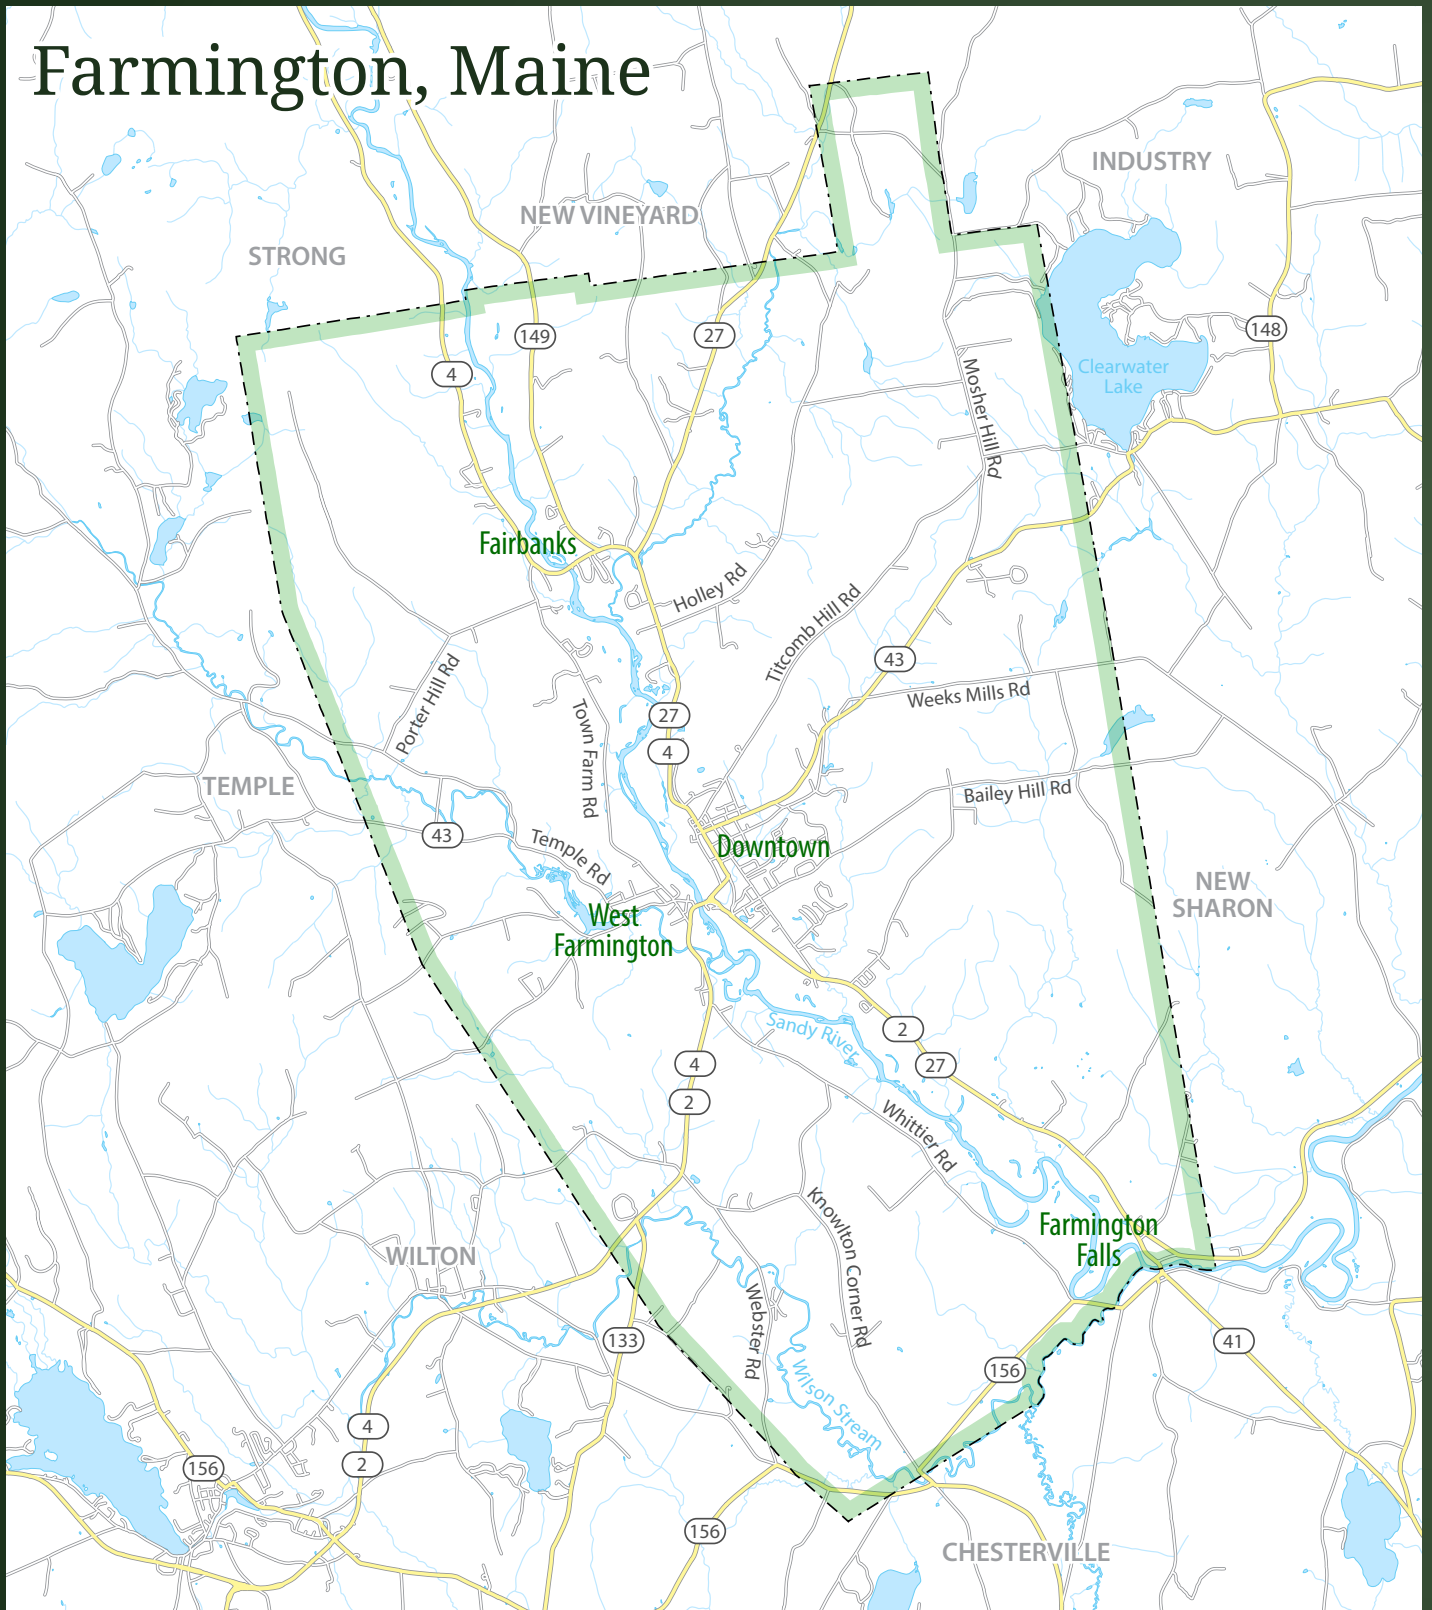 Farmington, Maine
INDUSTRY
NEW VINEYARD
STRONG
149
27
148
4
Clearwater
Lake
Mosher Hill Rd
Fairbanks
Holley Rd
Titcomb Hill Rd
43
Porter Hill Rd
Weeks Mills Rd
27
Town Farm Rd
4
TEMPLE
Bailey Hill Rd
43
Temple Rd
Downtown
NEW
SHARON
West
Farmington
Sandy River
2
27
4
2
Whittier Rd
Knowlton Corner Rd
Farmington
Falls
WILTON
Webster Rd
133
41
156
Wilson Stream
4
2
156
156
CHESTERVILLE